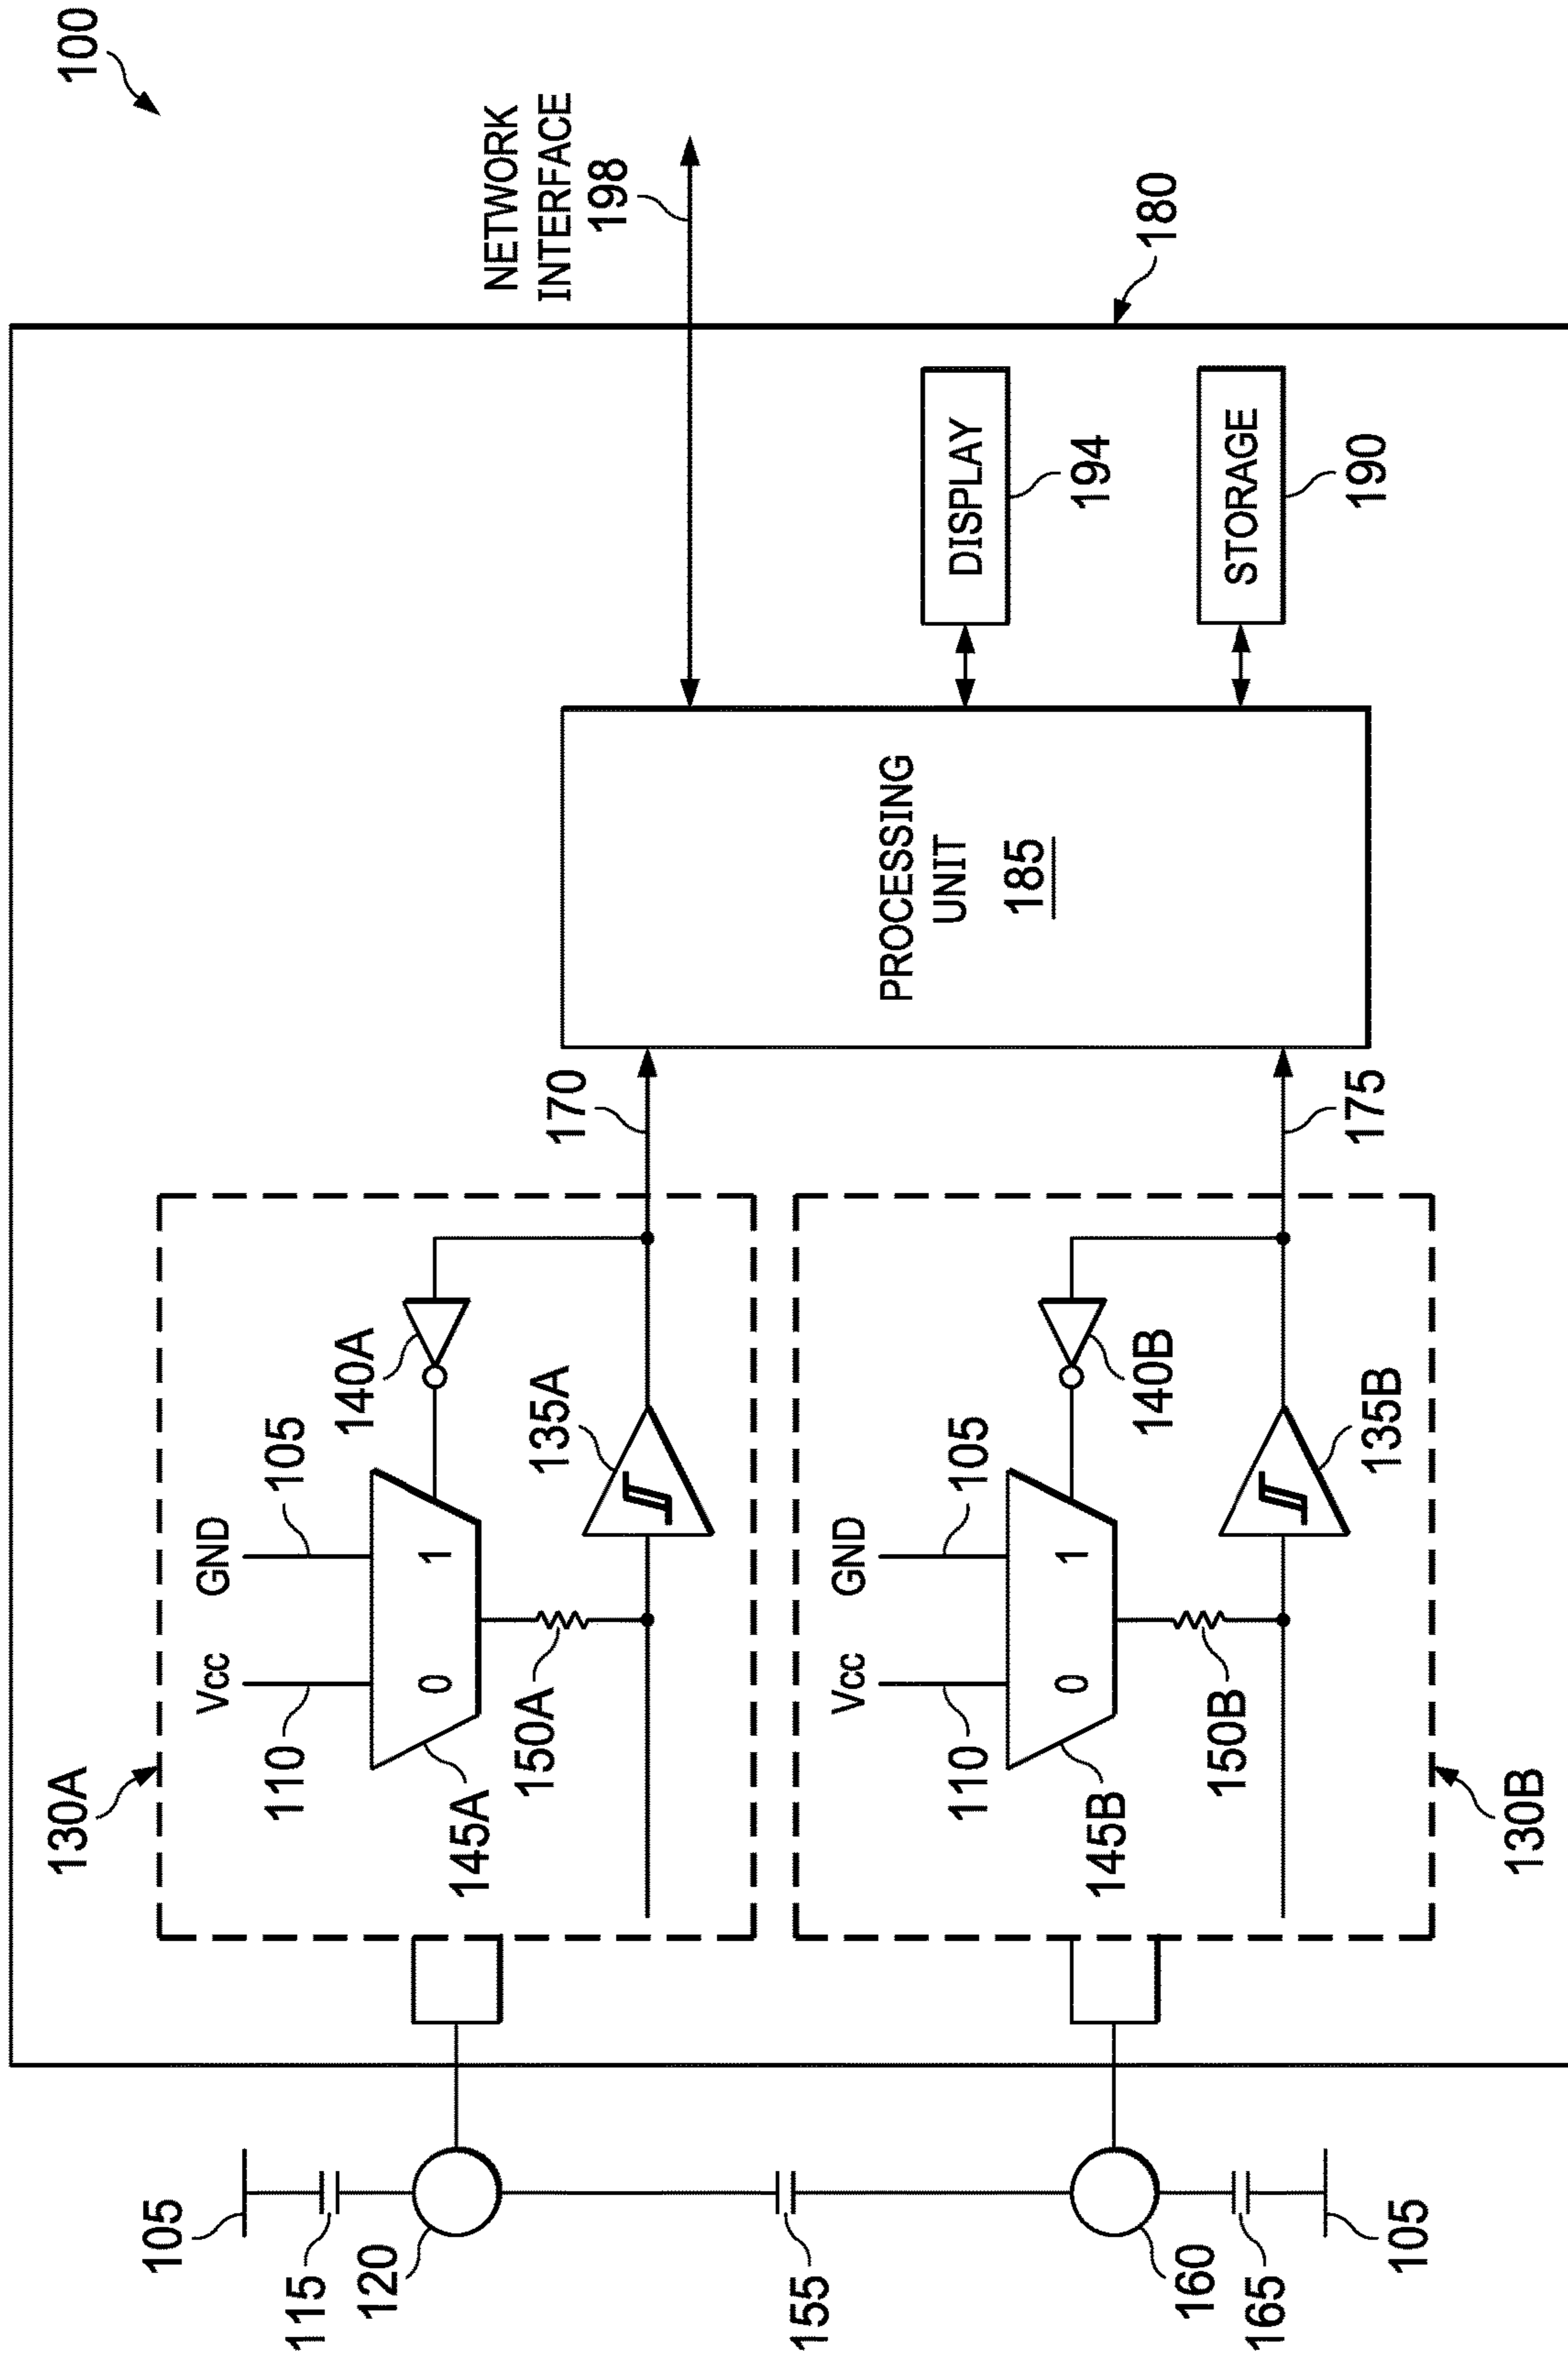 100
NETWORK
INTERFACE
198
180
DISPLAY
194
STORAGE
190
PROCESSING
UNIT
185
170
175
130A
Vcc
GND
110
105
140A
0
1
145A
150A
135A
Vcc
GND
110
105
140B
0
1
145B
150B
135B
130B
105
115
120
155
160
165
105